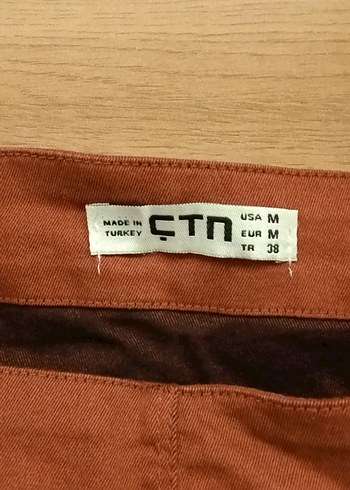 MADE IN
TURKEY
ÇTN
USA M
EUR M
TR 38